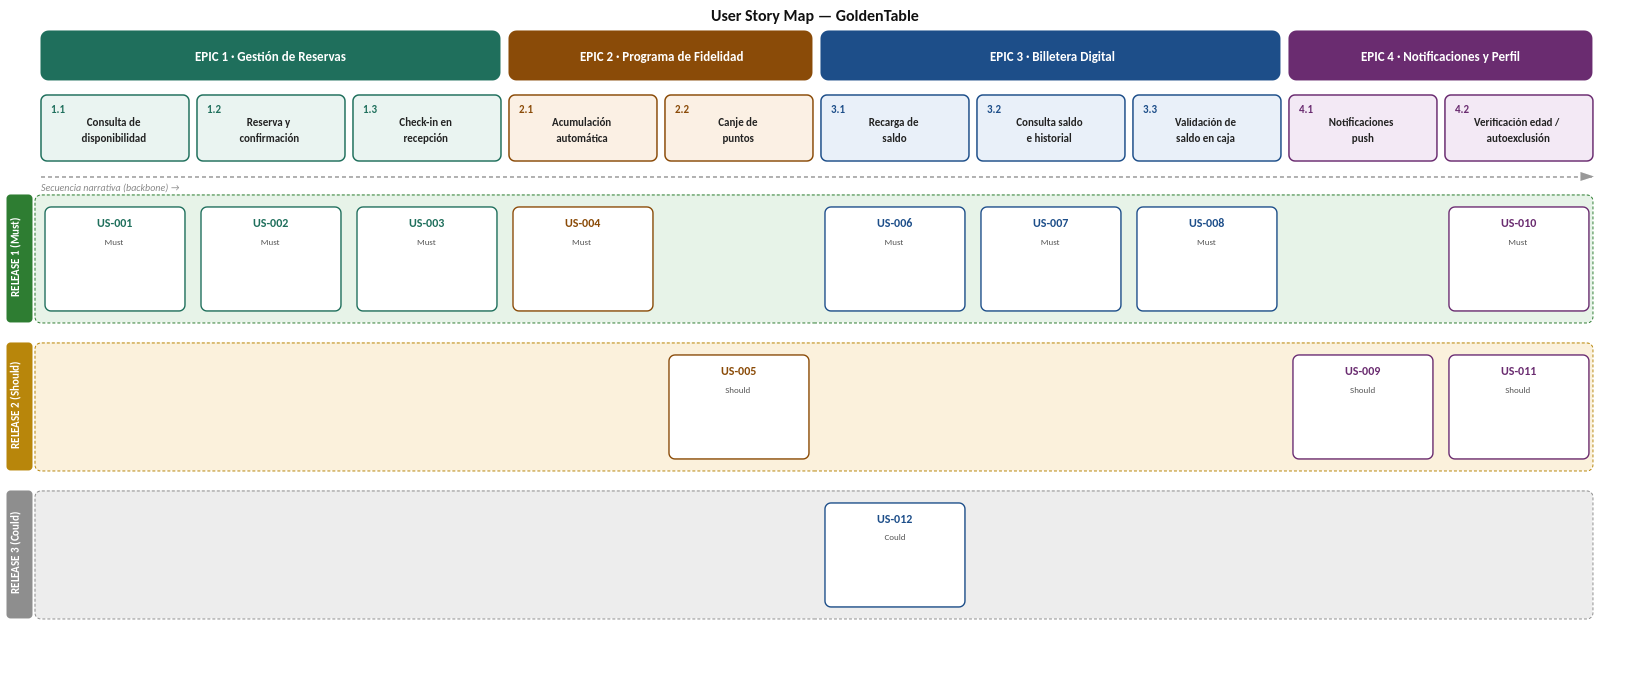 User Story Map — GoldenTable
EPIC 1 · Gestión de Reservas
EPIC 2 · Programa de Fidelidad
EPIC 3 · Billetera Digital
EPIC 4 · Notificaciones y Perfil
1.1
Consulta de
disponibilidad
1.2
Reserva y
confirmación
1.3
Check-in en
recepción
2.1
Acumulación
automática
2.2
Canje de
puntos
3.1
Recarga de
saldo
3.2
Consulta saldo
e historial
3.3
Validación de
saldo en caja
4.1
Notificaciones
push
4.2
Verificación edad /
autoexclusión
Secuencia narrativa (backbone) →
RELEASE 1 (Must)
US-001
Must
US-002
Must
US-003
Must
US-004
Must
US-006
Must
US-007
Must
US-008
Must
US-010
Must
RELEASE 2 (Should)
US-005
Should
US-009
Should
US-011
Should
RELEASE 3 (Could)
US-012
Could